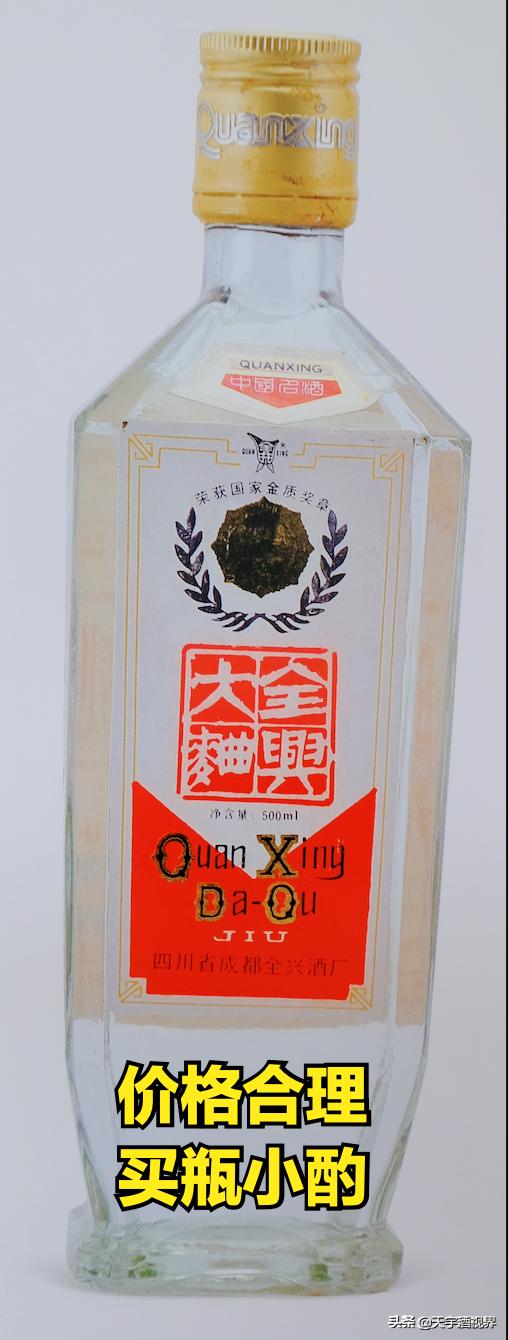 Quanxing
QUANXING
中國名酒
QUAN XING
®
荣获国家金质奖章
全興
大麯
净含量：500ml
Quan Xing
Da-Qu
JIU
四川省成都全兴酒厂
价格合理
买瓶小酌
头条 @天宇酒视界